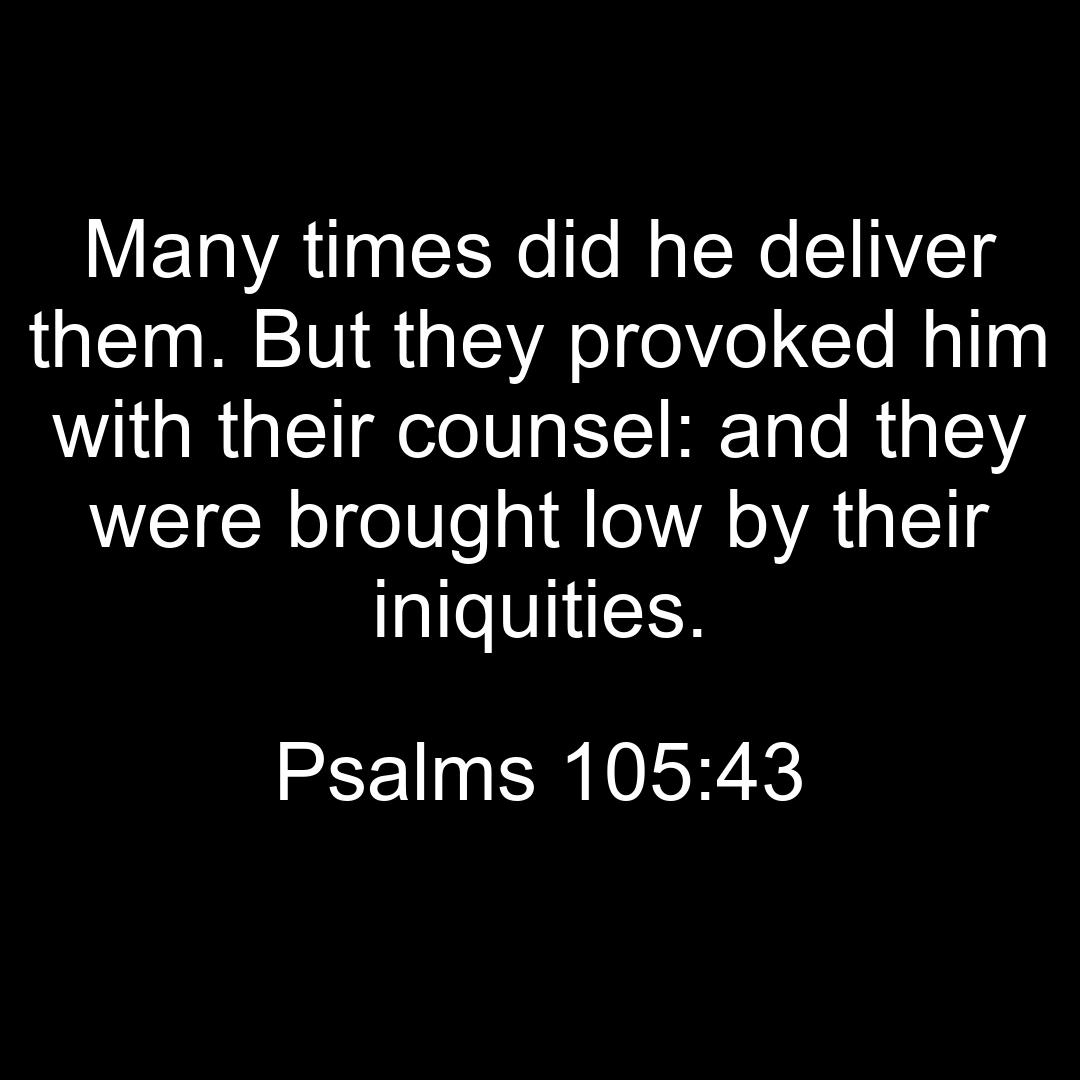 Many times did he deliver
them. But they provoked him
with their counsel: and they
were brought low by their
iniquities.
Psalms 105:43